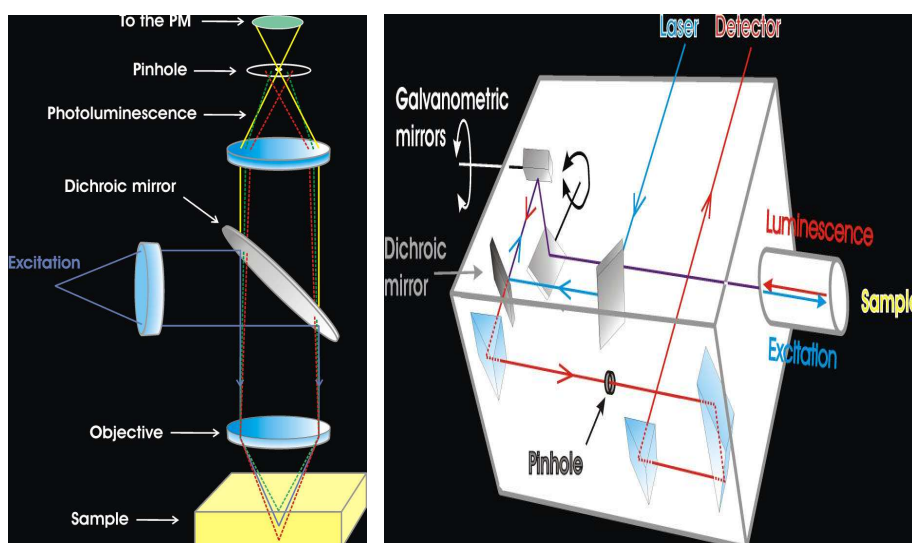 To the PM
Pinhole
Photoluminescence
Dichroic mirror
Excitation
Objective
Sample
Laser
Detector
Galvanometric
mirrors
Dichroic
mirror
Luminescence
Sample
Excitation
Pinhole